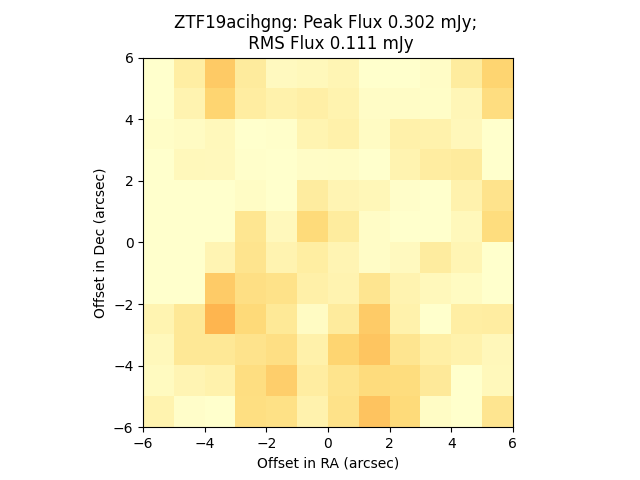 ZTF19acihgng: Peak Flux 0.302 mJy;
RMS Flux 0.111 mJy
6
4
2
0
−2
−4
−6
Offset in Dec (arcsec)
−6 −4 −2 0 2 4 6
Offset in RA (arcsec)